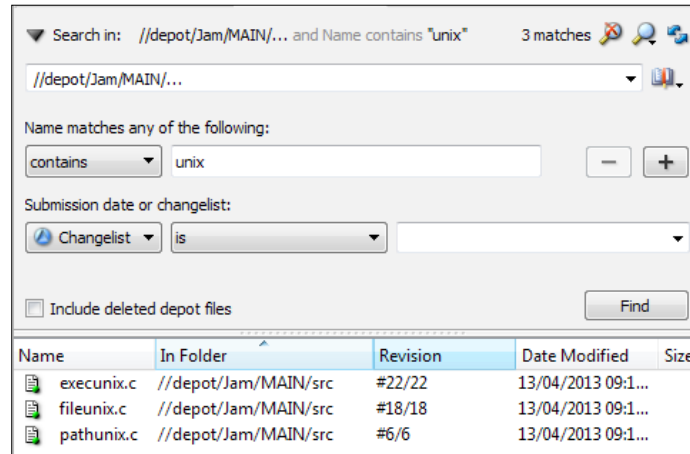 Search in: //depot/Jam/MAIN/... and Name contains "unix" 3 matches
//depot/Jam/MAIN/...
Name matches any of the following:
contains unix
Submission date or changelist:
Changelist is
Include deleted depot files Find
Name In Folder Revision Date Modified Size
execunix.c //depot/Jam/MAIN/src #22/22 13/04/2013 09:1...
fileunix.c //depot/Jam/MAIN/src #18/18 13/04/2013 09:1...
pathunix.c //depot/Jam/MAIN/src #6/6 13/04/2013 09:1...